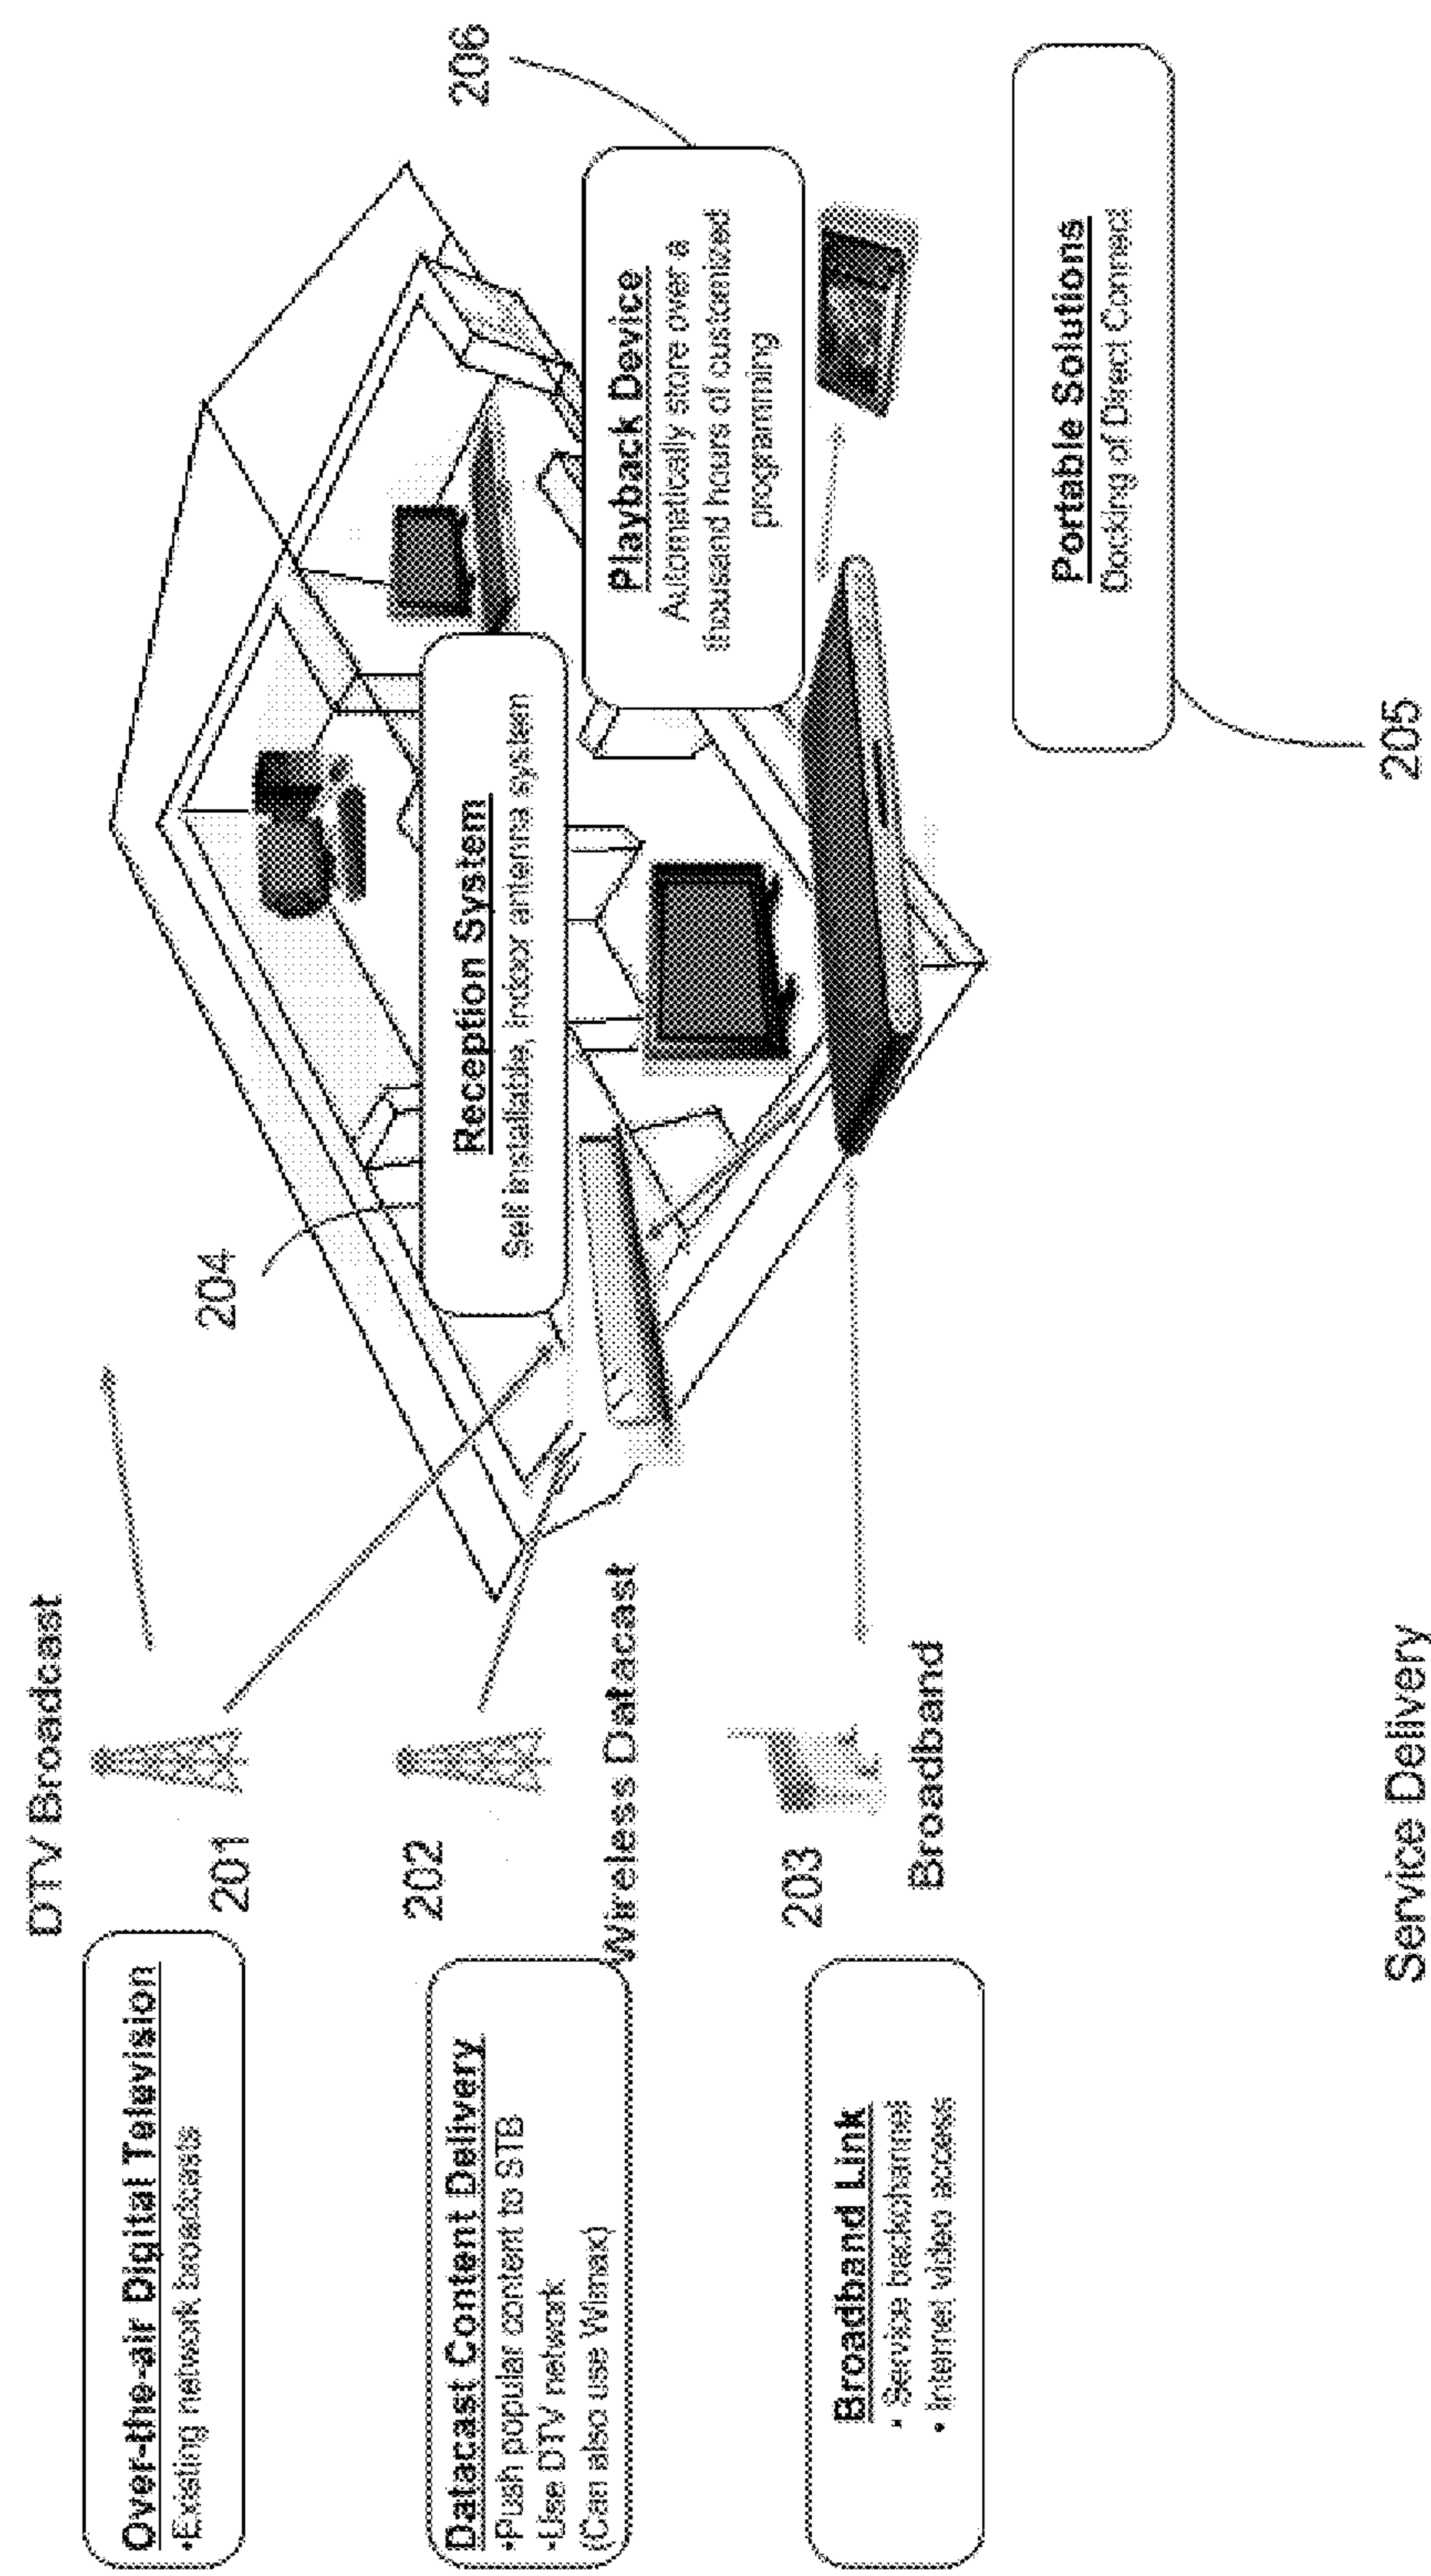 Over-the-air Digital Television
•Existing network broadcasts
DTV Broadcast
201
Datacast Content Delivery
•Push popular content to STB
•Use DTV network
(Can also use Wimax)
202
Wireless Datacast
Broadband Link
• Service backchannel
• Internet video access
203
Broadband
204
Reception System
Self installable, indoor antenna system
206
Playback Device
Automatically store over a
thousand hours of customized
programming
Portable Solutions
Docking of Direct Connect
205
Service Delivery